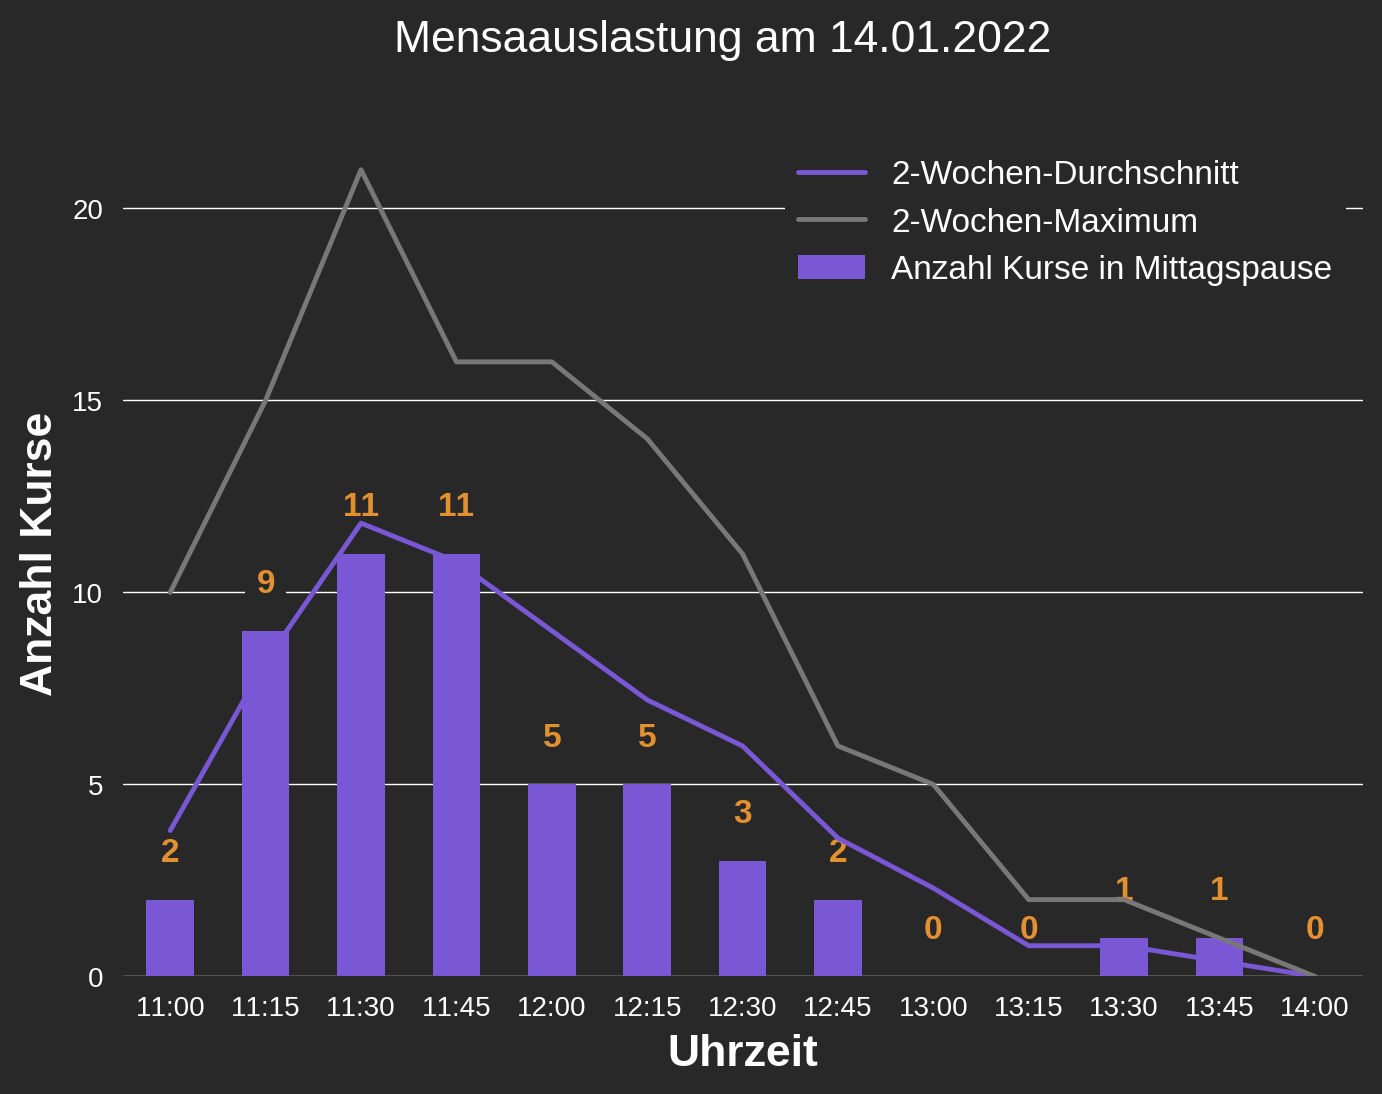 Mensaauslastung am 14.01.2022
2-Wochen-Durchschnitt
2-Wochen-Maximum
Anzahl Kurse in Mittagspause
Anzahl Kurse
20
15
10
5
0
2
9
11
11
5
5
3
2
0
0
1
1
0
11:00 11:15 11:30 11:45 12:00 12:15 12:30 12:45 13:00 13:15 13:30 13:45 14:00
Uhrzeit